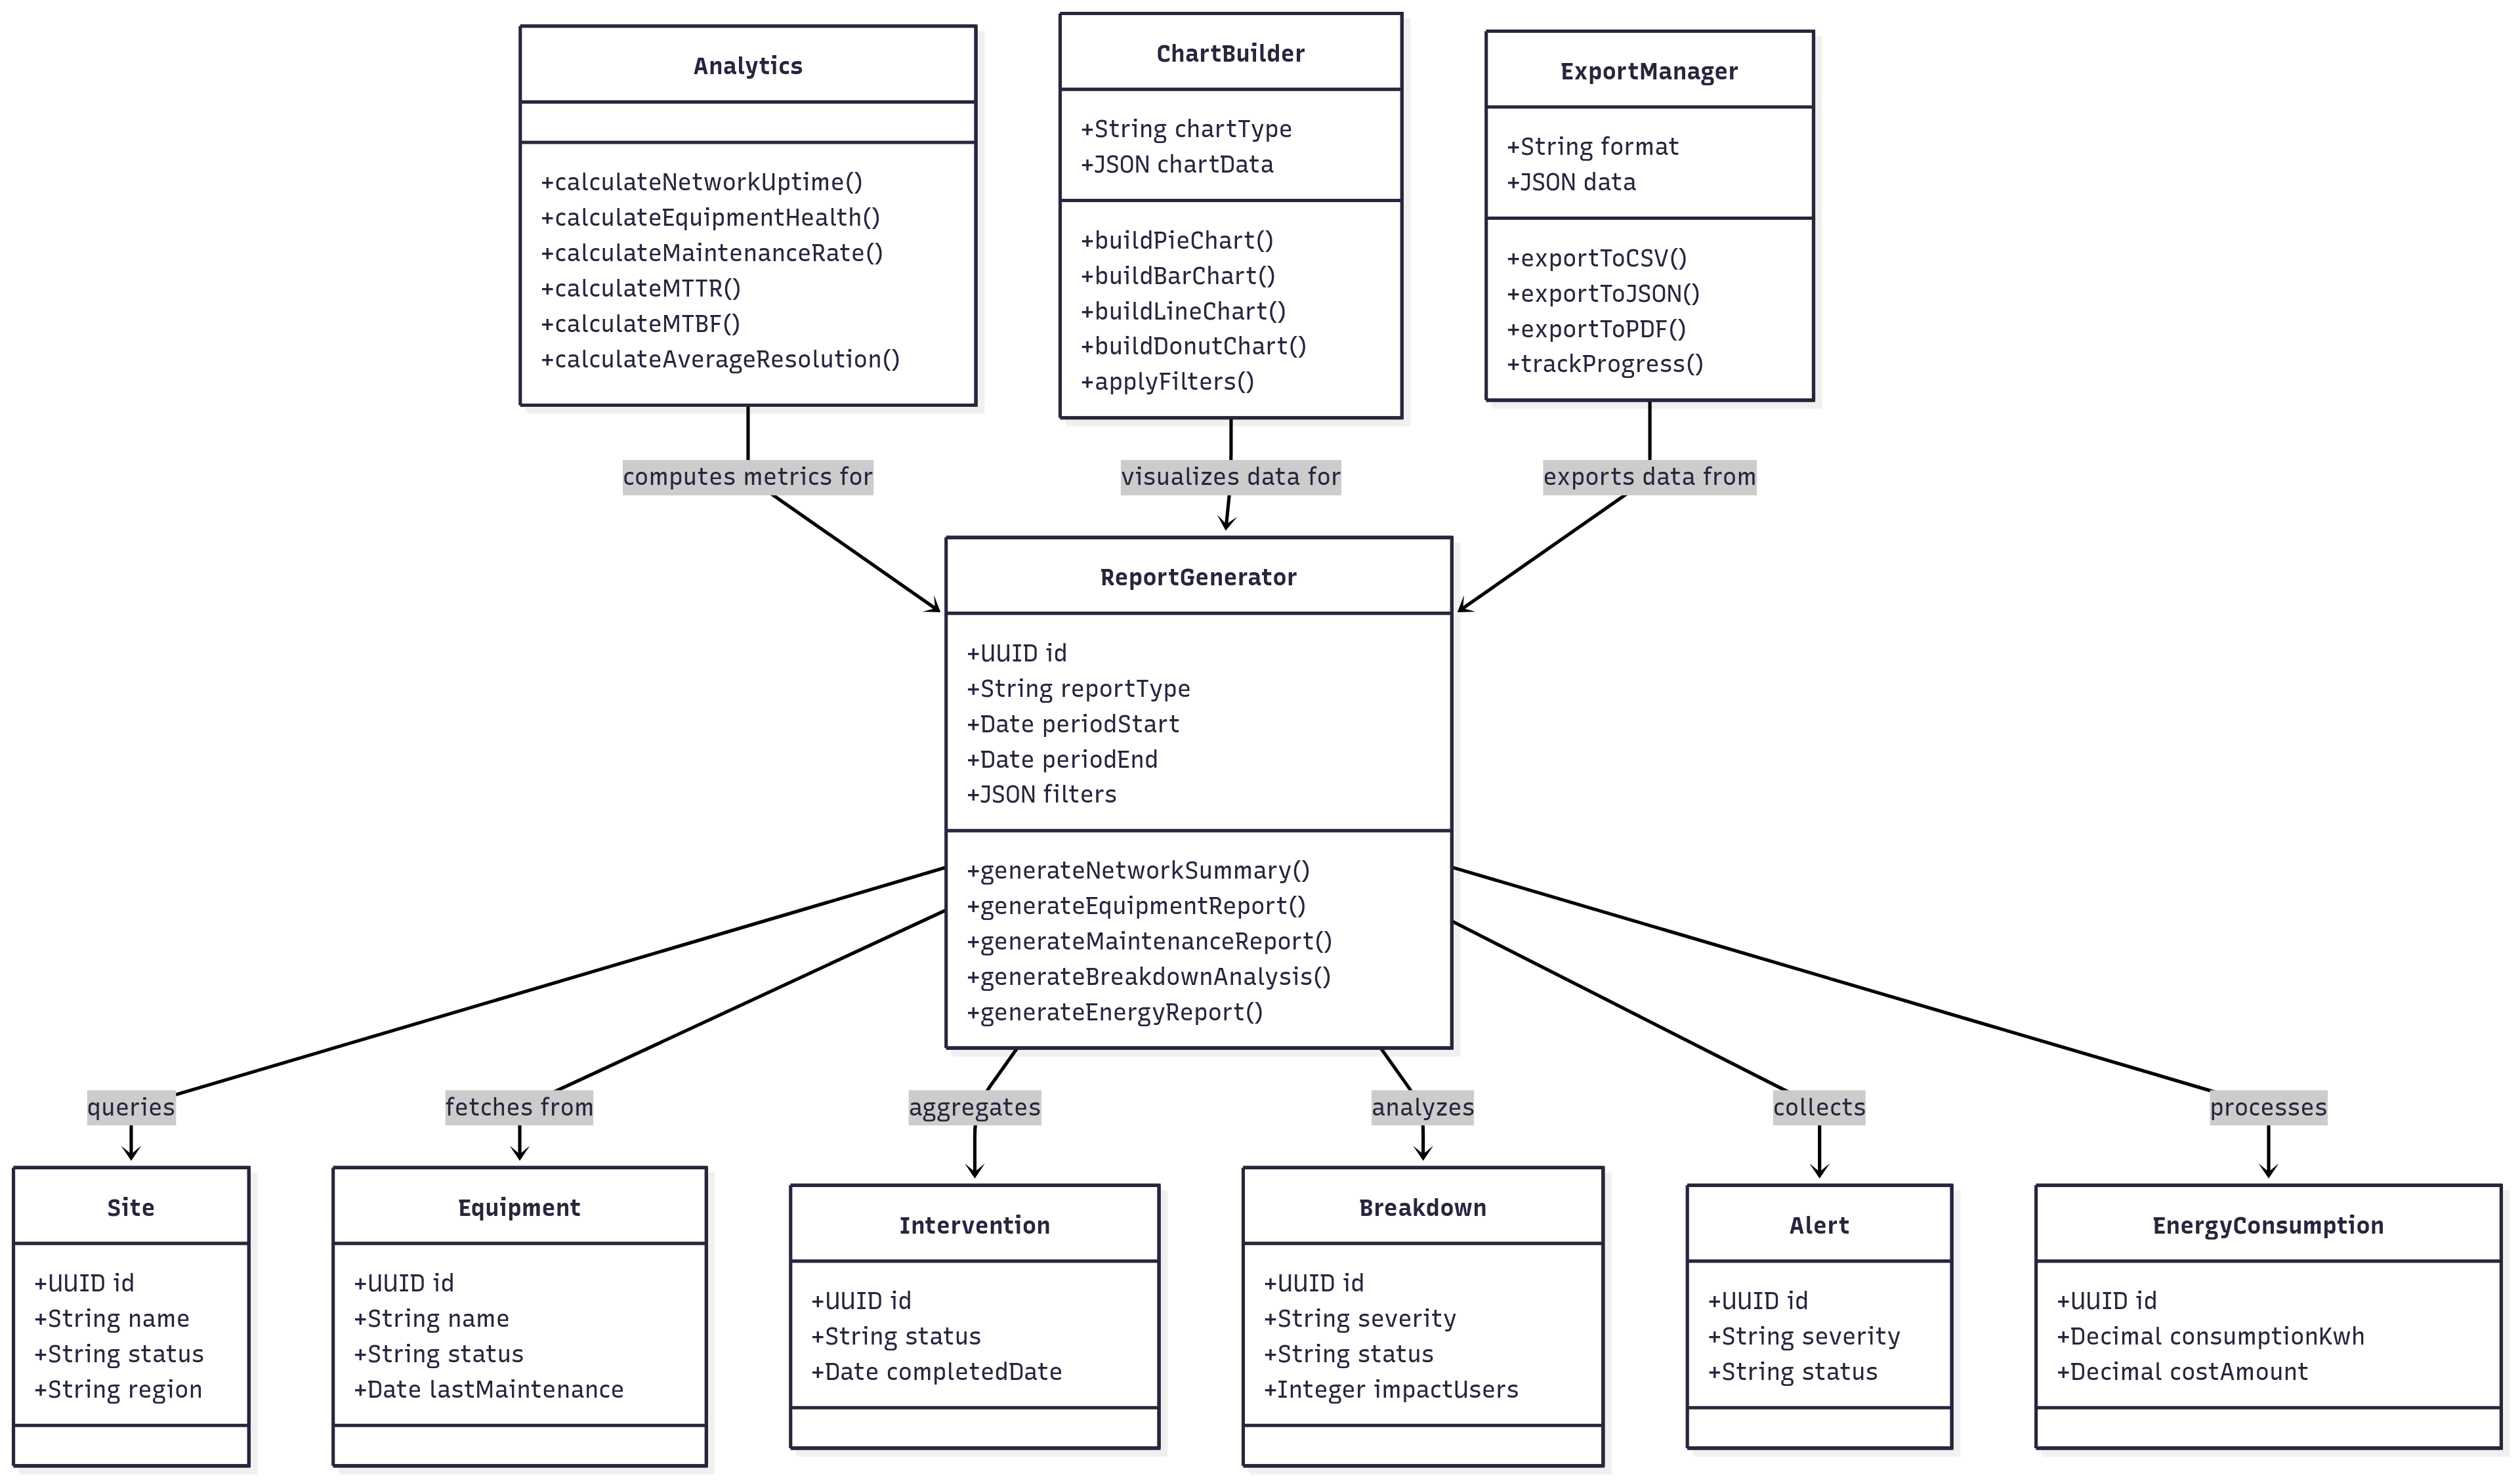 Analytics
+calculateNetworkUptime()
+calculateEquipmentHealth()
+calculateMaintenanceRate()
+calculateMTTR()
+calculateMTBF()
+calculateAverageResolution()
ChartBuilder
+String chartType
+JSON chartData
+buildPieChart()
+buildBarChart()
+buildLineChart()
+buildDonutChart()
+applyFilters()
ExportManager
+String format
+JSON data
+exportToCSV()
+exportToJSON()
+exportToPDF()
+trackProgress()
computes metrics for
visualizes data for
exports data from
ReportGenerator
+UUID id
+String reportType
+Date periodStart
+Date periodEnd
+JSON filters
+generateNetworkSummary()
+generateEquipmentReport()
+generateMaintenanceReport()
+generateBreakdownAnalysis()
+generateEnergyReport()
queries
fetches from
aggregates
analyzes
collects
processes
Site
+UUID id
+String name
+String status
+String region
Equipment
+UUID id
+String name
+String status
+Date lastMaintenance
Intervention
+UUID id
+String status
+Date completedDate
Breakdown
+UUID id
+String severity
+String status
+Integer impactUsers
Alert
+UUID id
+String severity
+String status
EnergyConsumption
+UUID id
+Decimal consumptionKwh
+Decimal costAmount